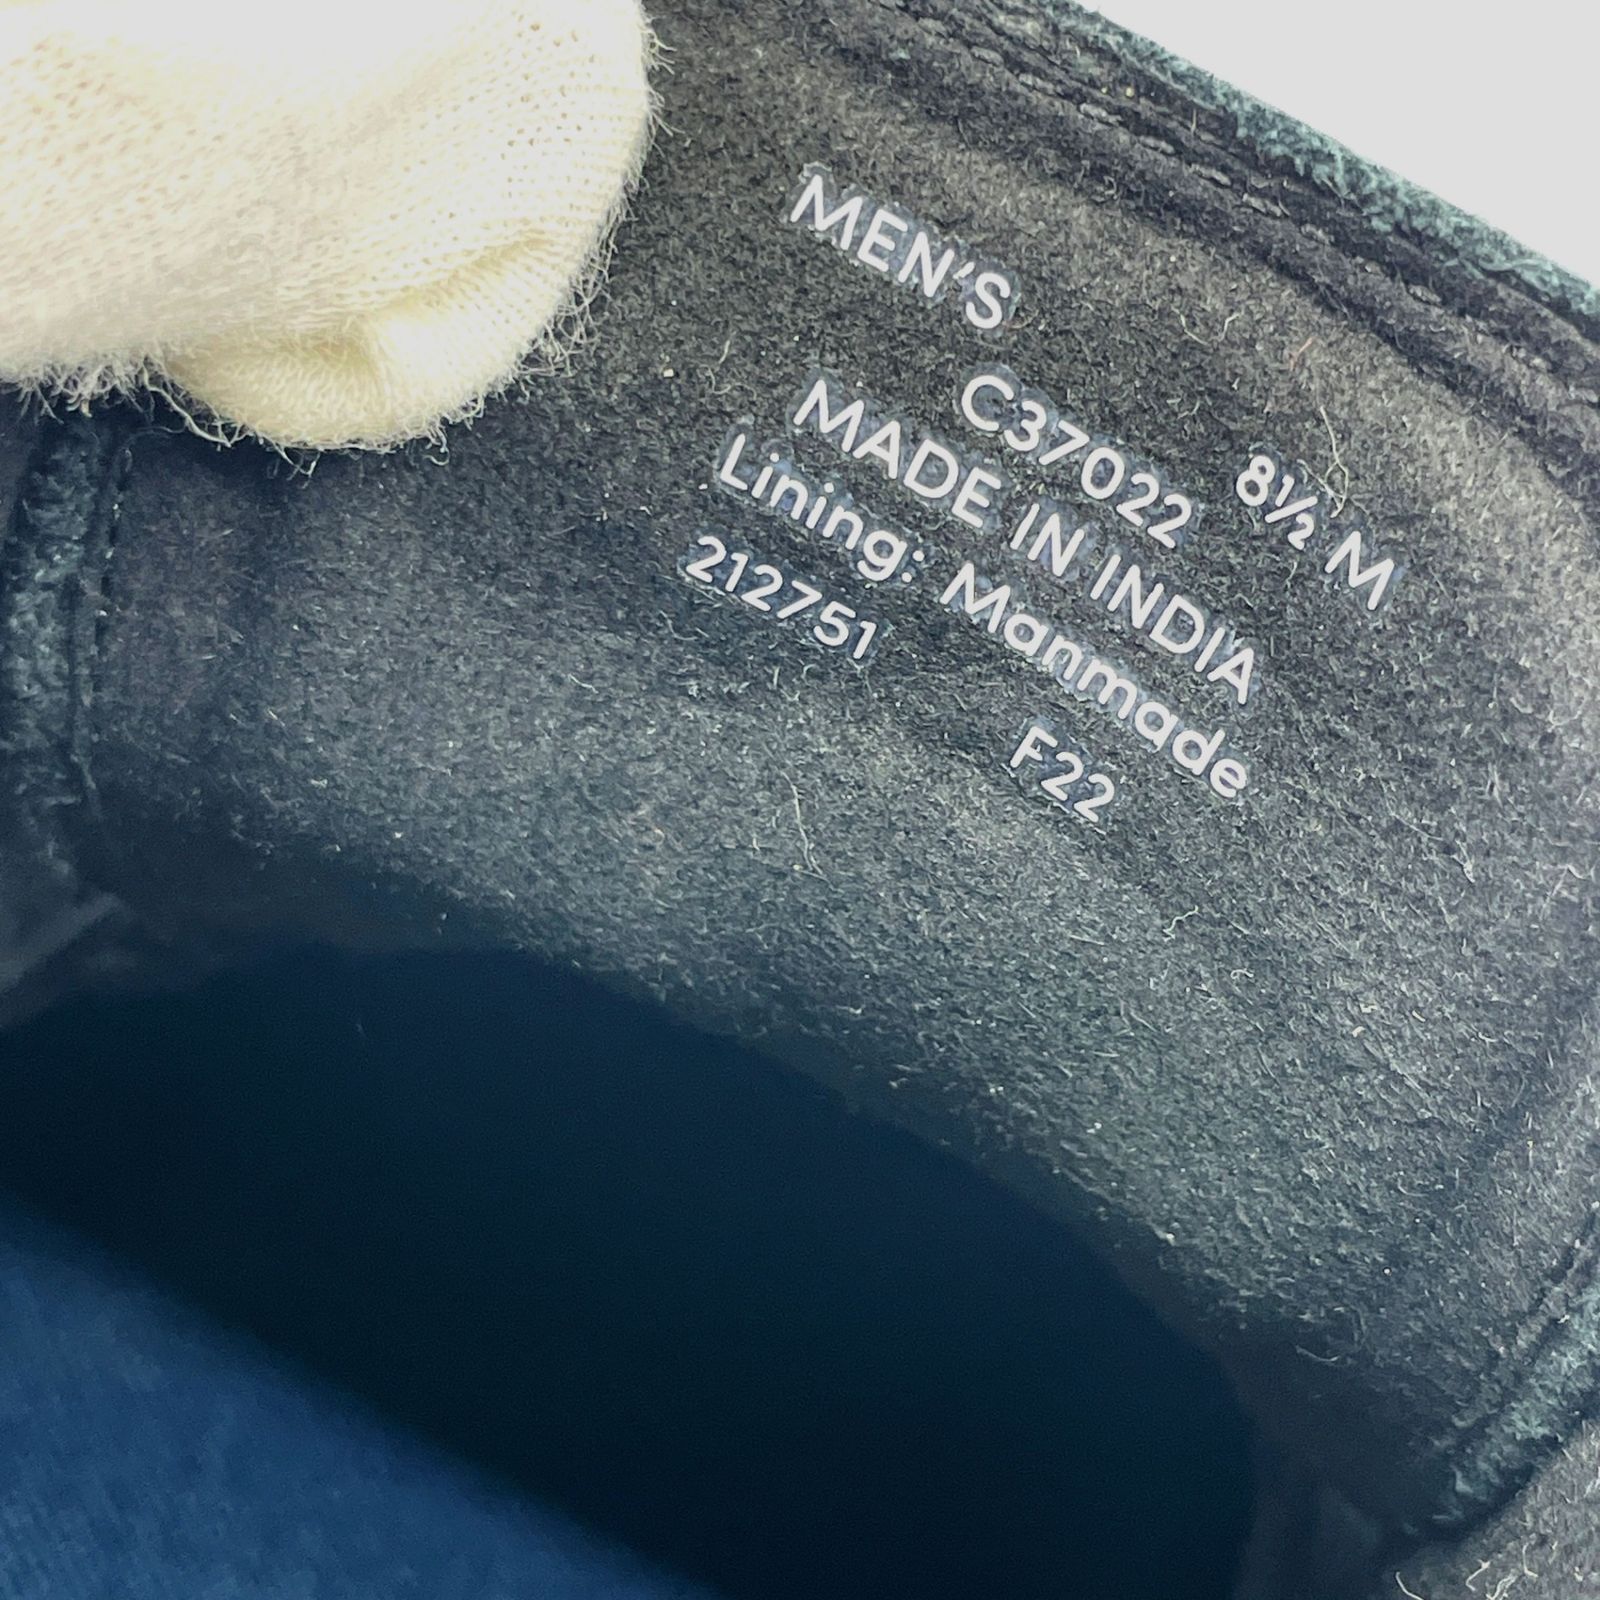 MEN'S
C37022 8½ M
MADE IN INDIA
Lining: Manmade
212751 F22